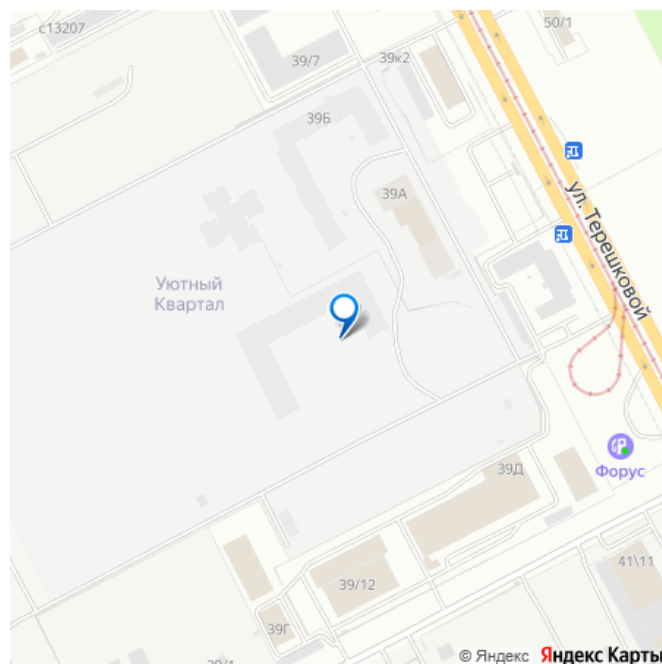 с13207
50/1
39/7
39к2
39Б
39А
ул. Терешковой
Уютный
Квартал
Форус
39Д
41\11
39/12
39Г
39/1
© Яндекс Яндекс Карты